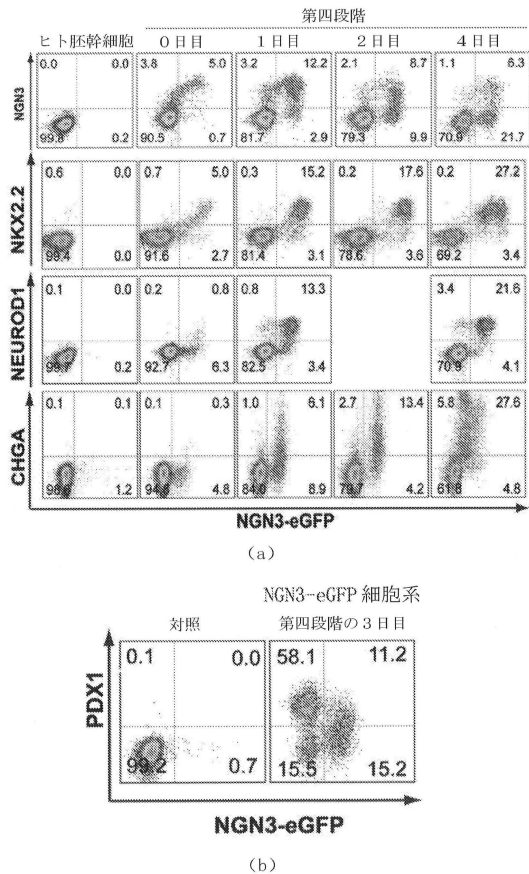 第四段階
ヒト胚幹細胞 0日目 1日目 2日目 4日目
NGN3
0.0 0.0 3.8 5.0 3.2 12.2 2.1 8.7 1.1 6.3
99.8 0.2 90.5 0.7 81.7 2.9 79.3 9.9 70.9 21.7
NKX2.2
0.6 0.0 0.7 5.0 0.3 15.2 0.2 17.6 0.2 27.2
99.4 0.0 91.6 2.7 81.4 3.1 78.6 3.6 69.2 3.4
NEUROD1
0.1 0.0 0.2 0.8 0.8 13.3 3.4 21.6
99.7 0.2 92.7 6.3 82.5 3.4 70.9 4.1
CHGA
0.1 0.1 0.1 0.3 1.0 6.1 2.7 13.4 5.8 27.6
1.2 4.8 8.9 79.7 4.2 61.8 4.8
NGN3-eGFP
(a)
NGN3-eGFP 細胞系
対照 第四段階の3日目
PDX1
0.1 0.0 58.1 11.2
99.2 0.7 15.5 15.2
NGN3-eGFP
(b)